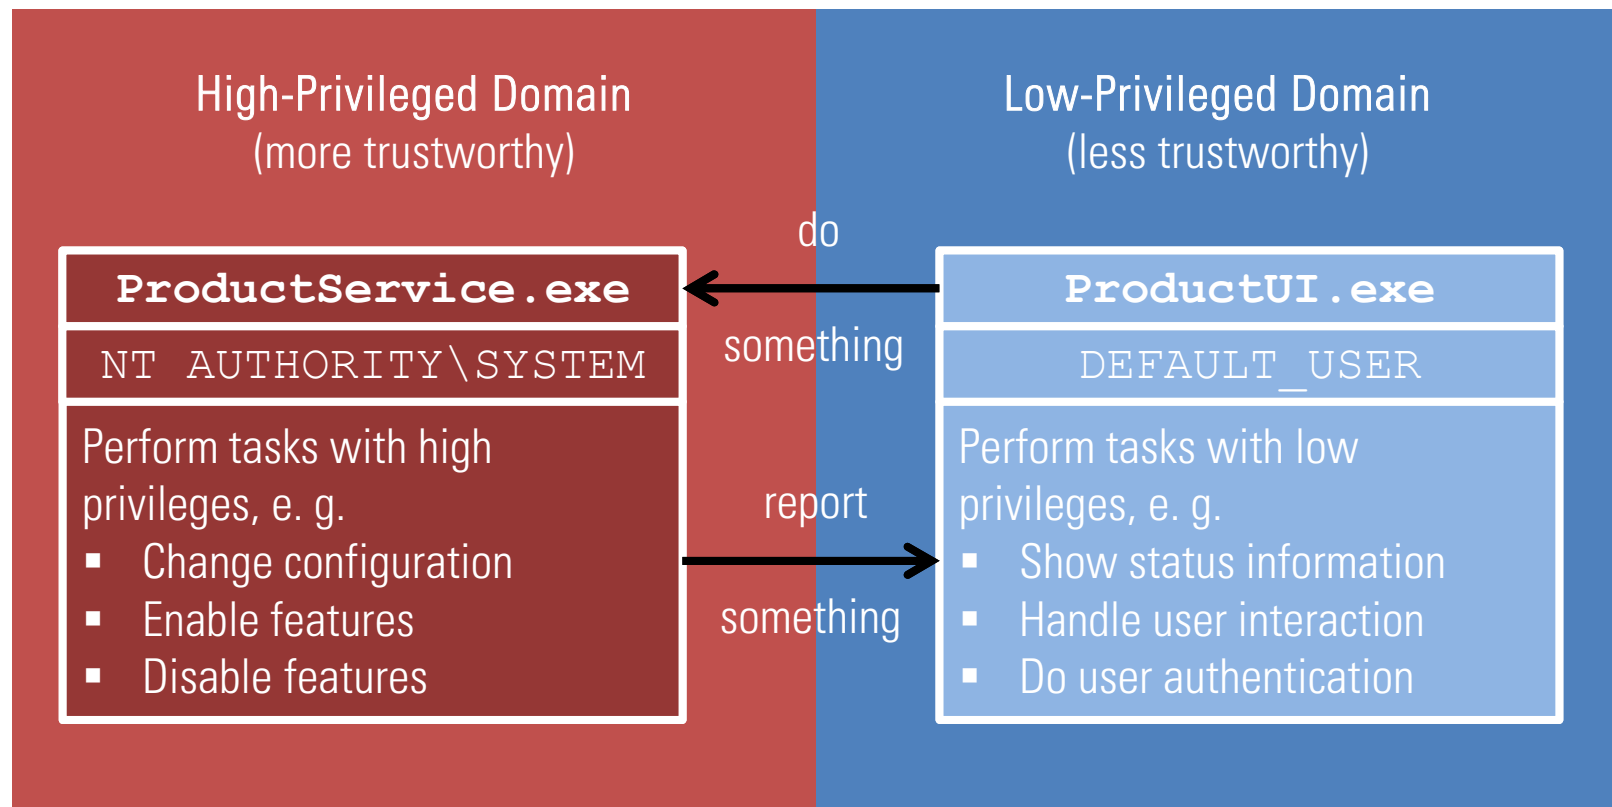 High-Privileged Domain
(more trustworthy)
Low-Privileged Domain
(less trustworthy)
ProductService.exe
NT AUTHORITY\SYSTEM
Perform tasks with high
privileges, e. g.
▪ Change configuration
▪ Enable features
▪ Disable features
do
something
report
something
ProductUI.exe
DEFAULT_USER
Perform tasks with low
privileges, e. g.
▪ Show status information
▪ Handle user interaction
▪ Do user authentication